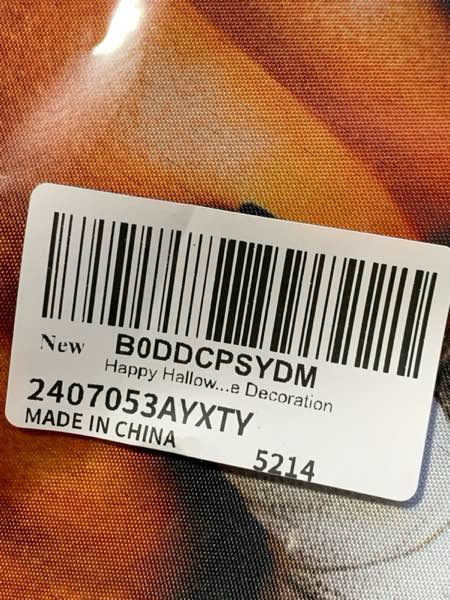 New B0DDCPSYDM
Happy Hallow...e Decoration
2407053AYXTY
MADE IN CHINA
5214